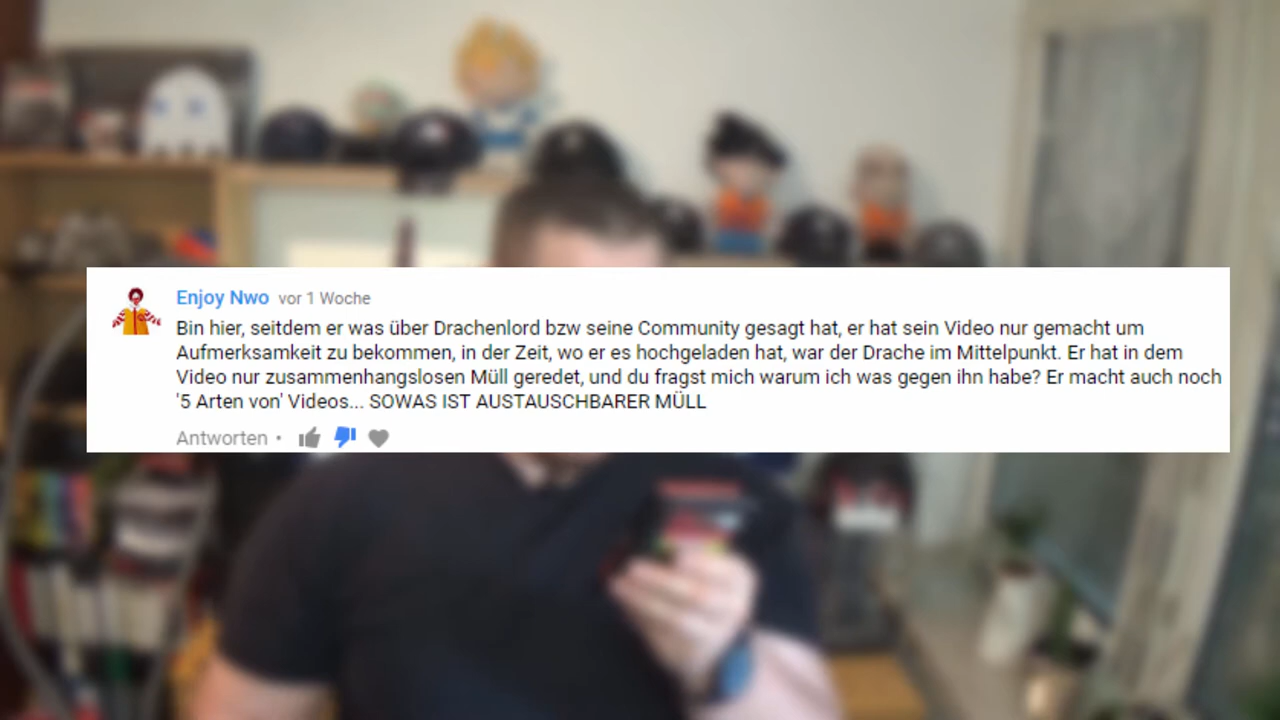 Enjoy Nwo vor 1 Woche
Bin hier, seitdem er was über Drachenlord bzw seine Community gesagt hat, er hat sein Video nur gemacht um
Aufmerksamkeit zu bekommen, in der Zeit, wo er es hochgeladen hat, war der Drache im Mittelpunkt. Er hat in dem
Video nur zusammenhangslosen Müll geredet, und du fragst mich warum ich was gegen ihn habe? Er macht auch noch
'5 Arten von' Videos... SOWAS IST AUSTAUSCHBARER MÜLL
Antworten •